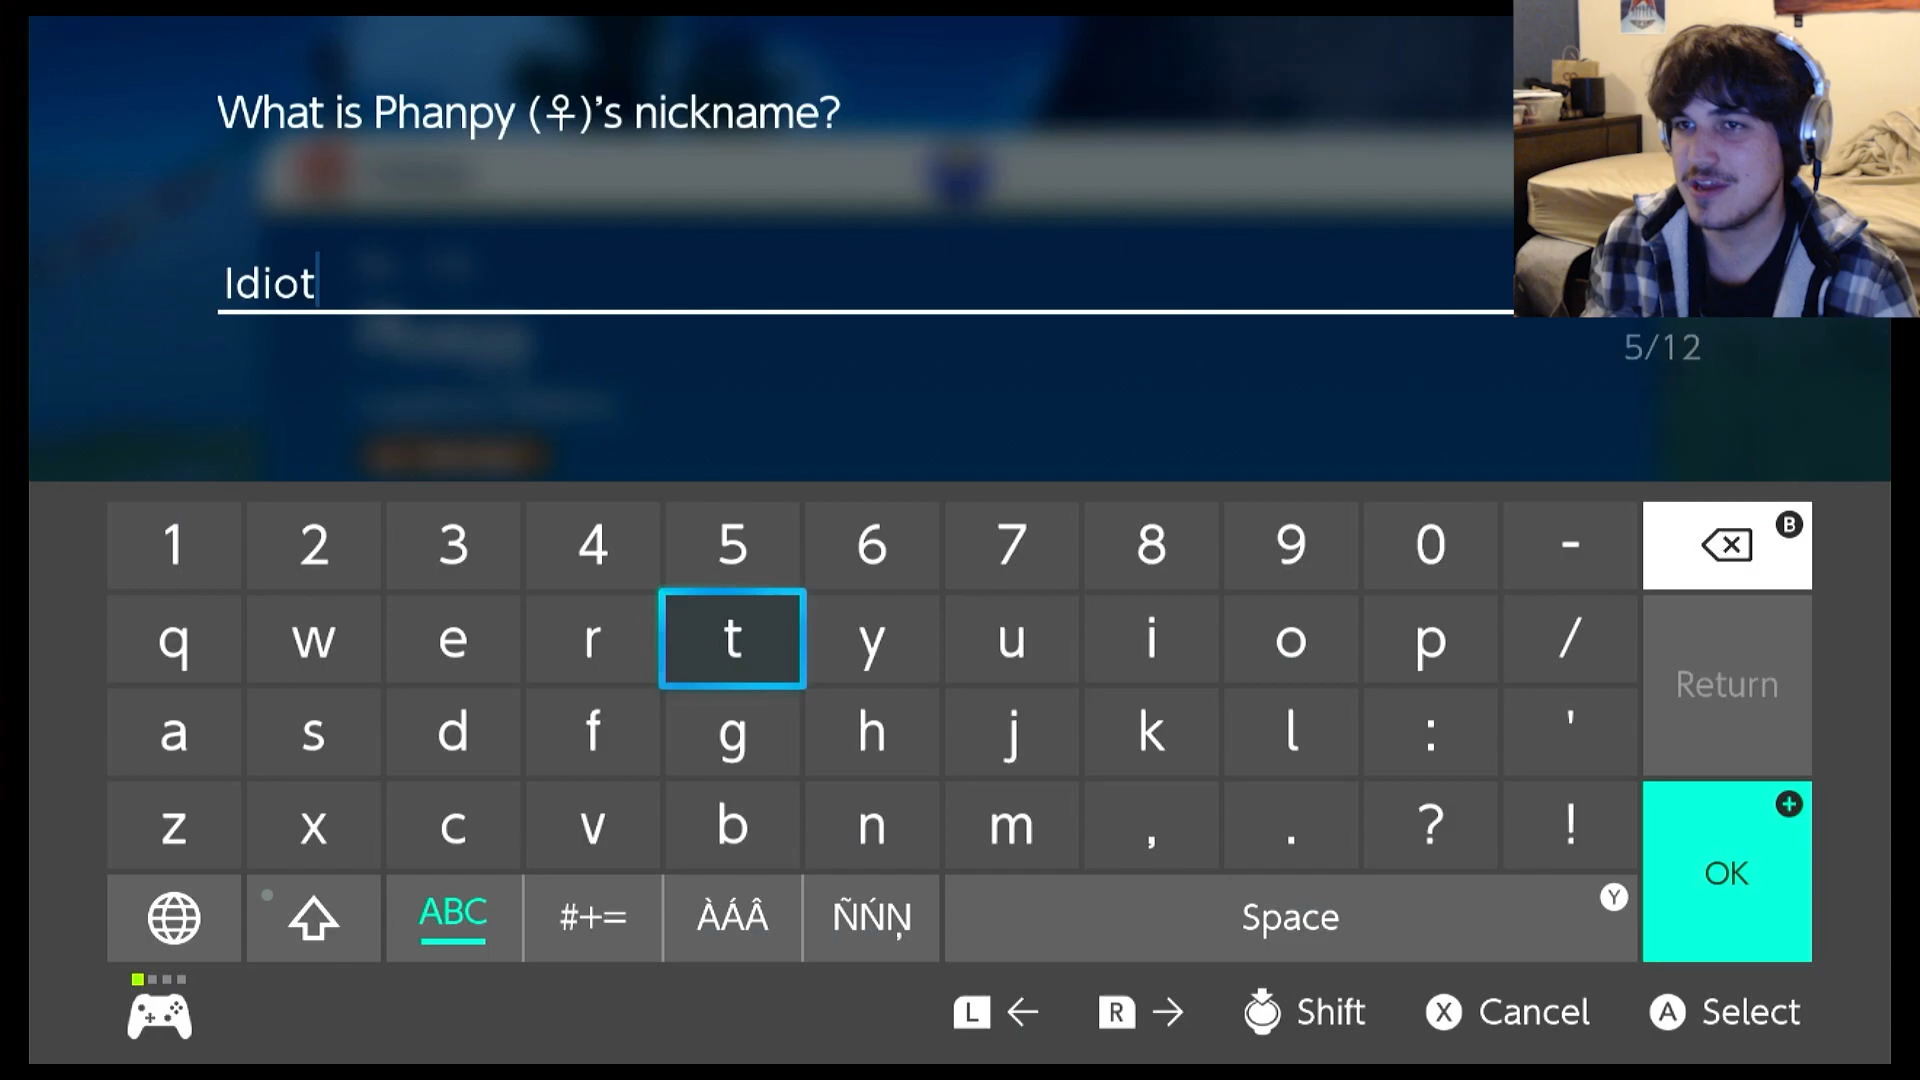 What is Phanpy (♀)'s nickname?
Idiot
5/12
1 2 3 4 5 6 7 8 9 0 - B
q w e r t y u i o p /
Return
a s d f g h j k l : '
z x c v b n m , . ? ! +
OK
ABC #+= ÀÁÂ ÑŃŅ Space Y
L ← R → Shift X Cancel A Select